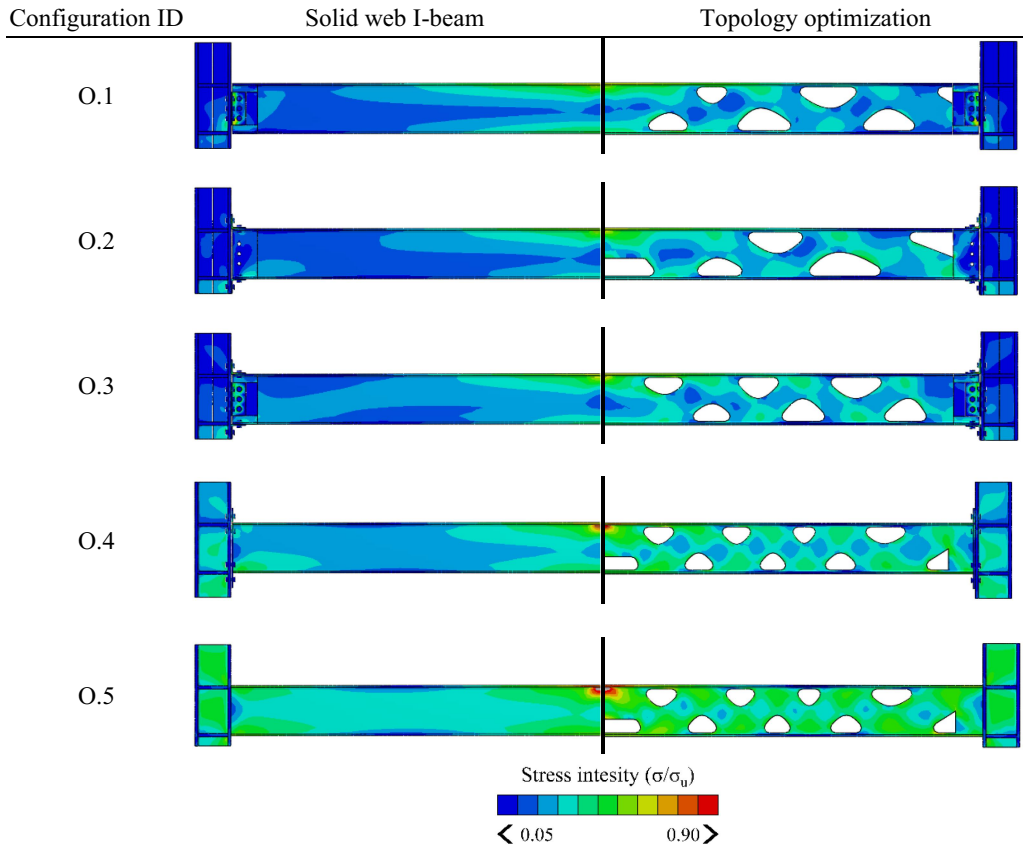 Configuration ID Solid web I-beam Topology optimization
O.1
O.2
O.3
O.4
O.5
Stress intesity (σ/σu)
< 0.05 0.90 >